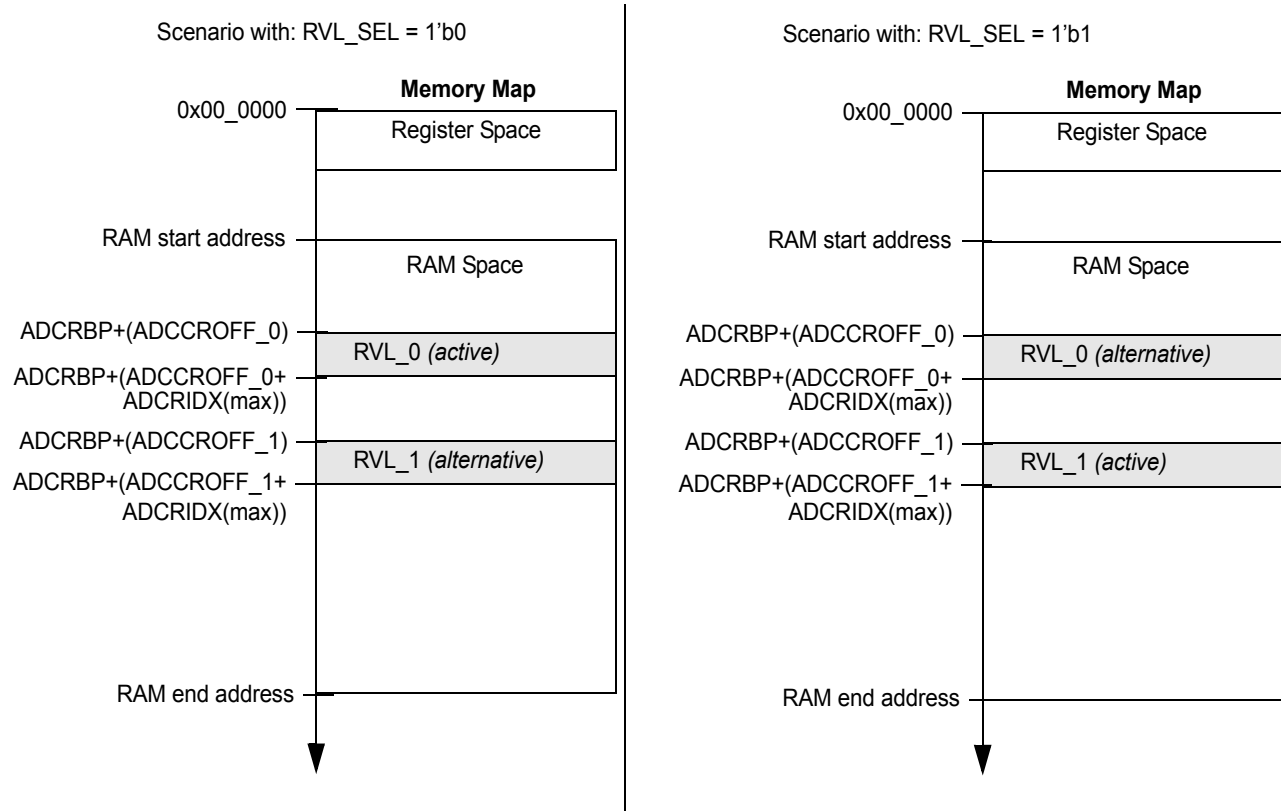 Scenario with: RVL_SEL = 1’b0
Memory Map
0x00_0000
Register Space
RAM start address
RAM Space
ADCRBP+(ADCCROFF_0)
RVL_0 (active)
ADCRBP+(ADCCROFF_0+
ADCRIDX(max))
ADCRBP+(ADCCROFF_1)
RVL_1 (alternative)
ADCRBP+(ADCCROFF_1+
ADCRIDX(max))
RAM end address
Scenario with: RVL_SEL = 1’b1
Memory Map
0x00_0000
Register Space
RAM start address
RAM Space
ADCRBP+(ADCCROFF_0)
RVL_0 (alternative)
ADCRBP+(ADCCROFF_0+
ADCRIDX(max))
ADCRBP+(ADCCROFF_1)
RVL_1 (active)
ADCRBP+(ADCCROFF_1+
ADCRIDX(max))
RAM end address